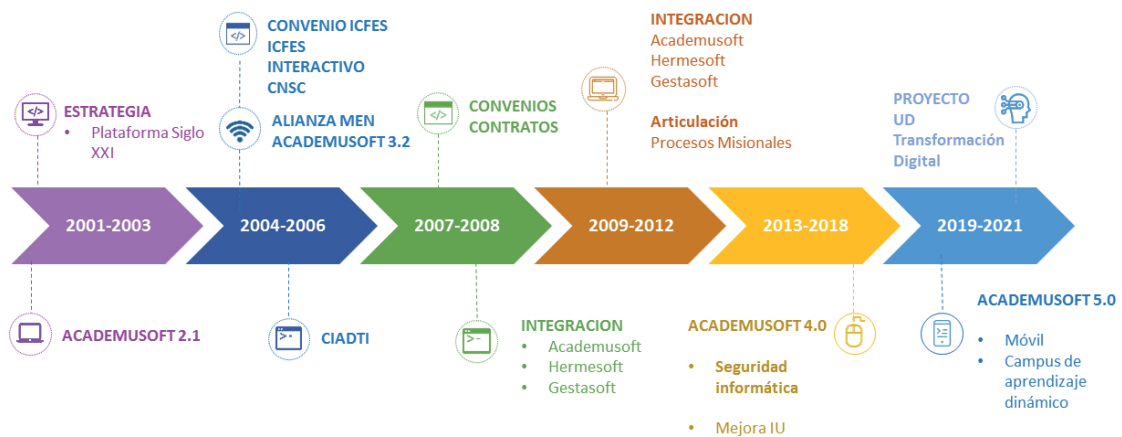 CONVENIO ICFES
ICFES
INTERACTIVO
CNSC
INTEGRACION
Academusoft
Hermesoft
Gestasoft
ESTRATEGIA
• Plataforma Siglo
XXI
ALIANZA MEN
ACADEMUSOFT 3.2
CONVENIOS
CONTRATOS
Articulación
Procesos Misionales
PROYECTO
UD
Transformación
Digital
2001-2003
2004-2006
2007-2008
2009-2012
2013-2018
2019-2021
ACADEMUSOFT 2.1
CIADTI
INTEGRACION
• Academusoft
• Hermesoft
• Gestasoft
ACADEMUSOFT 4.0
• Seguridad
informática
• Mejora IU
ACADEMUSOFT 5.0
• Móvil
• Campus de
aprendizaje
dinámico